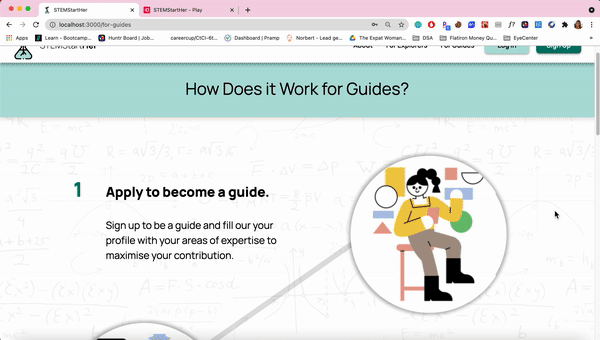 STEMStartHer
STEMStartHer - Play
localhost:3000/for-guides
Apps
Learn - Bootcamp...
Huntr Board | Job...
careercup/CtCI-6t...
Dashboard | Pramp
Norbert - Lead ge...
The Expat Woman...
DSA
Flatiron Money Qu...
EyeCenter
STEMStartHer
About
For Explorers
For Guides
Log In
Sign Up
How Does it Work for Guides?
1
Apply to become a guide.
Sign up to be a guide and fill our your
profile with your areas of expertise to
maximise your contribution.